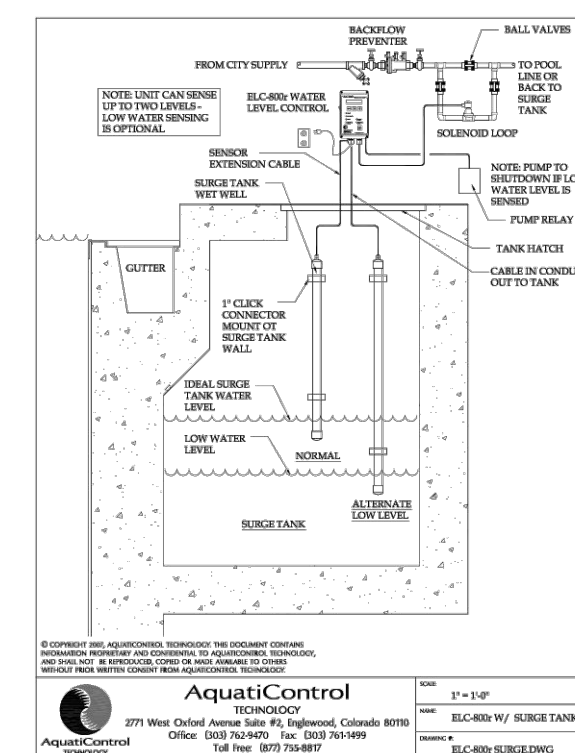 BACKFLOW
PREVENTER
BALL VALVES
FROM CITY SUPPLY
TO POOL
LINE OR
BACK TO
SURGE
TANK
NOTE: UNIT CAN SENSE
UP TO TWO LEVELS -
LOW WATER SENSING
IS OPTIONAL
ELC-800r WATER
LEVEL CONTROL
SOLENOID LOOP
SENSOR
EXTENSION CABLE
NOTE: PUMP TO
SHUTDOWN IF LO
WATER LEVEL IS
SENSED
SURGE TANK
WET WELL
PUMP RELAY
TANK HATCH
GUTTER
CABLE IN CONDU
OUT TO TANK
1" CLICK
CONNECTOR
MOUNT OT
SURGE TANK
WALL
IDEAL SURGE
TANK WATER
LEVEL
LOW WATER
LEVEL
NORMAL
ALTERNATE
LOW LEVEL
SURGE TANK
© COPYRIGHT 2007, AQUATICONTROL TECHNOLOGY. THIS DOCUMENT CONTAINS
INFORMATION PROPRIETARY AND CONFIDENTIAL TO AQUATICONTROL TECHNOLOGY,
AND SHALL NOT BE REPRODUCED, COPIED OR MADE AVAILABLE TO OTHERS
WITHOUT PRIOR WRITTEN CONSENT FROM AQUATICONTROL TECHNOLOGY.
AquatiControl
TECHNOLOGY
AquatiControl
TECHNOLOGY
2771 West Oxford Avenue Suite #2, Englewood, Colorado 80110
Office: (303) 762-9470 Fax: (303) 761-1499
Toll Free: (877) 755-8817
SCALE:
1" = 1'-0"
NAME:
ELC-800r W/ SURGE TANK
DRAWING #:
ELC-800r SURGE.DWG